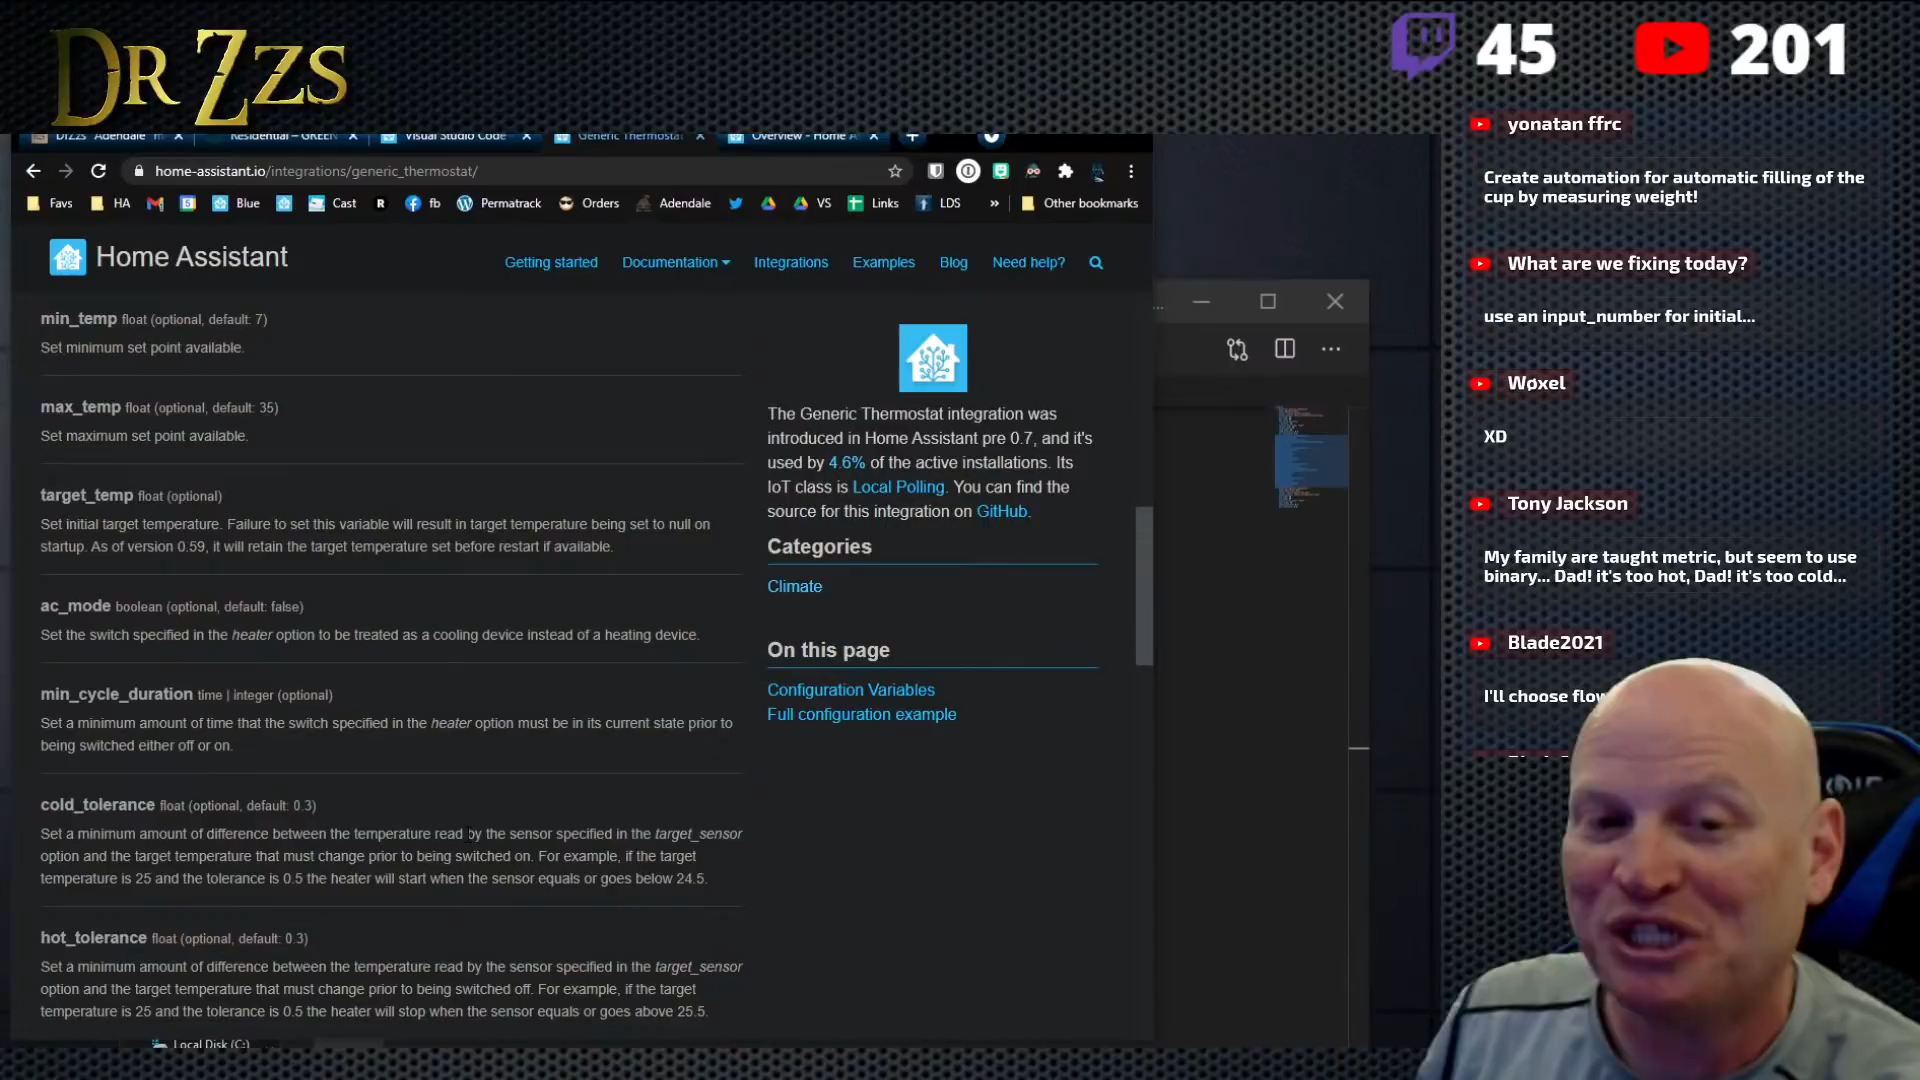 DR ZZS
45
201
DrZzs Adendale
Residential – GREEN
Visual Studio Code
Generic Thermostat
Overview - Home A
home-assistant.io/integrations/generic_thermostat/
Favs HA Blue Cast fb Permatrack Orders Adendale VS Links LDS » Other bookmarks
Home Assistant
Getting started Documentation Integrations Examples Blog Need help?
min_temp float (optional, default: 7)
Set minimum set point available.
max_temp float (optional, default: 35)
Set maximum set point available.
target_temp float (optional)
Set initial target temperature. Failure to set this variable will result in target temperature being set to null on
startup. As of version 0.59, it will retain the target temperature set before restart if available.
ac_mode boolean (optional, default: false)
Set the switch specified in the heater option to be treated as a cooling device instead of a heating device.
min_cycle_duration time | integer (optional)
Set a minimum amount of time that the switch specified in the heater option must be in its current state prior to
being switched either off or on.
cold_tolerance float (optional, default: 0.3)
Set a minimum amount of difference between the temperature read by the sensor specified in the target_sensor
option and the target temperature that must change prior to being switched on. For example, if the target
temperature is 25 and the tolerance is 0.5 the heater will start when the sensor equals or goes below 24.5.
hot_tolerance float (optional, default: 0.3)
Set a minimum amount of difference between the temperature read by the sensor specified in the target_sensor
option and the target temperature that must change prior to being switched off. For example, if the target
temperature is 25 and the tolerance is 0.5 the heater will stop when the sensor equals or goes above 25.5.
Local Disk (C:)
The Generic Thermostat integration was
introduced in Home Assistant pre 0.7, and it's
used by 4.6% of the active installations. Its
IoT class is Local Polling. You can find the
source for this integration on GitHub.
Categories
Climate
On this page
Configuration Variables
Full configuration example
yonatan ffrc
Create automation for automatic filling of the
cup by measuring weight!
What are we fixing today?
use an input_number for initial...
Wøxel
XD
Tony Jackson
My family are taught metric, but seem to use
binary... Dad! it's too hot, Dad! it's too cold...
Blade2021
I'll choose